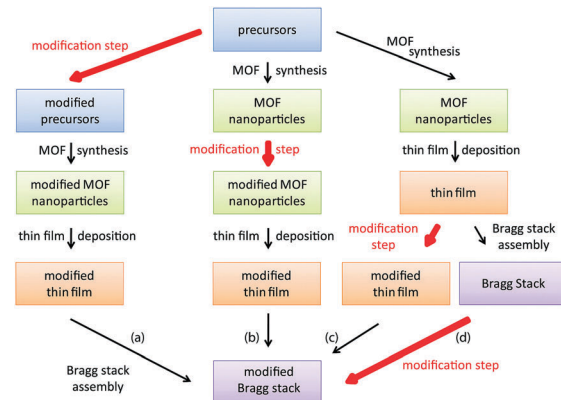 precursors
modification step
MOF
synthesis
MOF synthesis
modified
precursors
MOF
nanoparticles
MOF
nanoparticles
MOF synthesis
modification step
thin film deposition
modified MOF
nanoparticles
modified MOF
nanoparticles
thin film
thin film deposition
thin film deposition
modification
step
Bragg stack
assembly
modified
thin film
modified
thin film
modified
thin film
Bragg Stack
(a)
(b)
(c)
(d)
Bragg stack
assembly
modified
Bragg stack
modification step